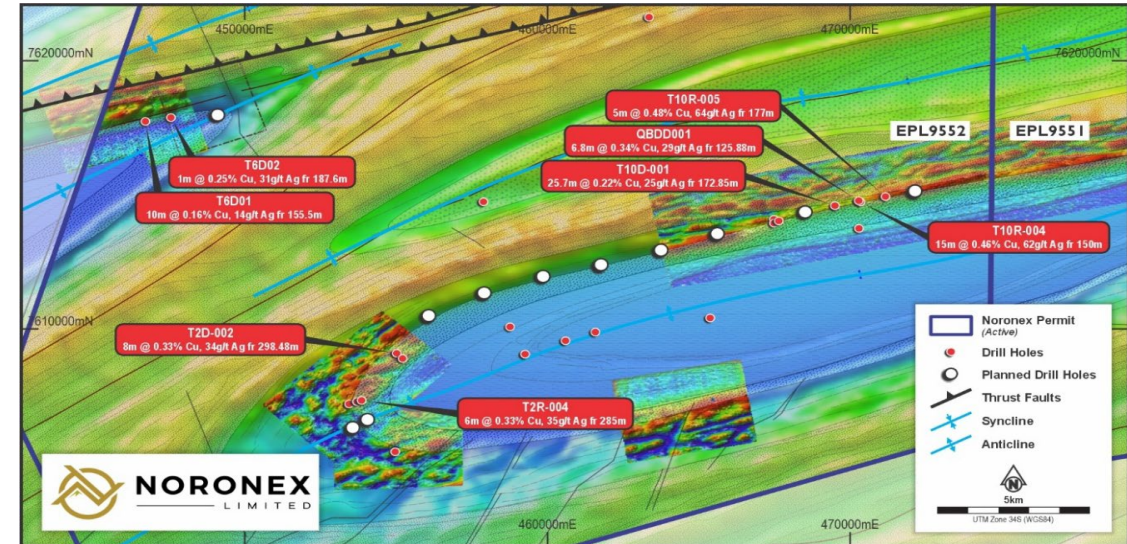 450000mE
460000mE
470000mE
7620000mN
7620000mN
T10R-005
5m @ 0.48% Cu, 64g/t Ag fr 177m
QBDD001
6.8m @ 0.34% Cu, 29g/t Ag fr 125.88m
EPL9552
EPL9551
T10D-001
25.7m @ 0.22% Cu, 25g/t Ag fr 172.85m
T6D02
1m @ 0.25% Cu, 31g/t Ag fr 187.6m
T6D01
10m @ 0.16% Cu, 14g/t Ag fr 155.5m
T10R-004
15m @ 0.46% Cu, 62g/t Ag fr 150m
7610000mN
T2D-002
8m @ 0.33% Cu, 34g/t Ag fr 298.48m
T2R-004
6m @ 0.33% Cu, 35g/t Ag fr 285m
Noronex Permit
(Active)
Drill Holes
Planned Drill Holes
Thrust Faults
Syncline
Anticline
N
5km
UTM Zone 34S (WGS84)
NORONEX
LIMITED
460000mE
470000mE